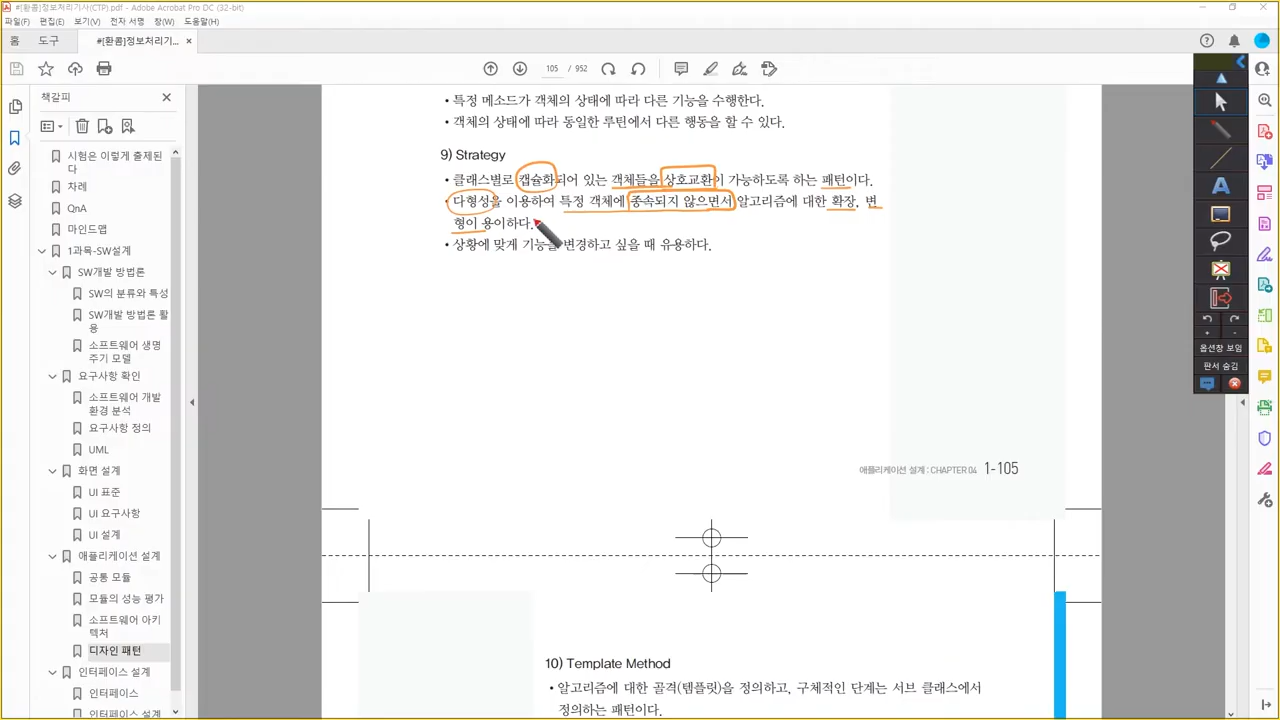 #[환콤]정보처리기사(CTP).pdf - Adobe Acrobat Pro DC (32-bit)
파일(F) 편집(E) 보기(V) 전자 서명 창(W) 도움말(H)
홈 도구 #[환콤]정보처리기... ×
105 / 952
책갈피
시험은 이렇게 출제된
다
차례
QnA
마인드맵
1과목-SW설계
SW개발 방법론
SW의 분류와 특성
SW개발 방법론 활
용
소프트웨어 생명
주기 모델
요구사항 확인
소프트웨어 개발
환경 분석
요구사항 정의
UML
화면 설계
UI 표준
UI 요구사항
UI 설계
애플리케이션 설계
공통 모듈
모듈의 성능 평가
소프트웨어 아키
텍처
디자인 패턴
인터페이스 설계
인터페이스
인터페이스 설계
• 특정 메소드가 객체의 상태에 따라 다른 기능을 수행한다.
• 객체의 상태에 따라 동일한 루틴에서 다른 행동을 할 수 있다.
9) Strategy
• 클래스별로 캡슐화되어 있는 객체들을 상호교환이 가능하도록 하는 패턴이다.
• 다형성을 이용하여 특정 객체에 종속되지 않으면서 알고리즘에 대한 확장, 변
형이 용이하다.
• 상황에 맞게 기능을 변경하고 싶을 때 유용하다.
애플리케이션 설계 : CHAPTER 04 1-105
10) Template Method
• 알고리즘에 대한 골격(템플릿)을 정의하고, 구체적인 단계는 서브 클래스에서
정의하는 패턴이다.
A
+ -
옵션창 보임
판서 숨김